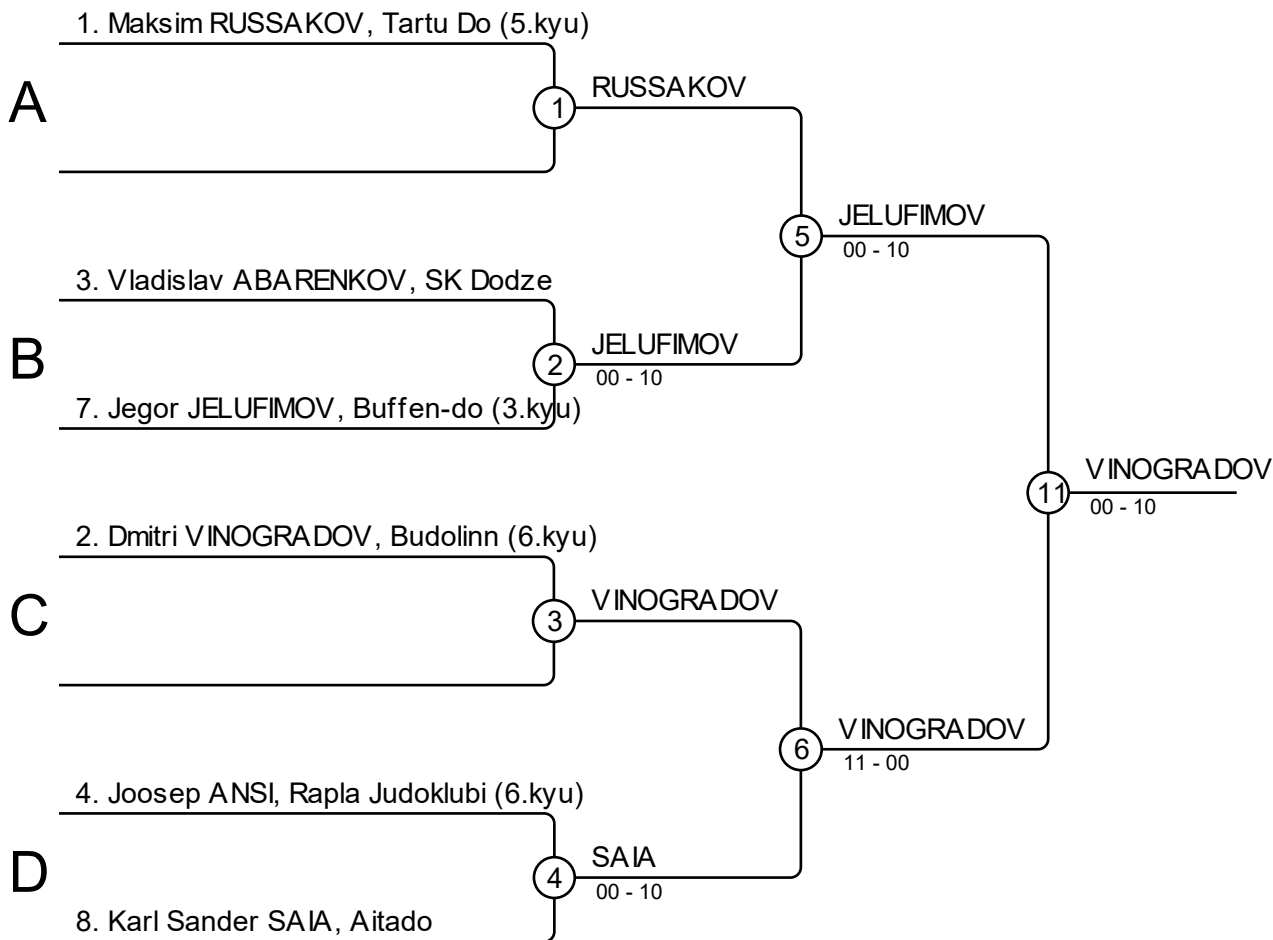 1. Maksim RUSSAKOV, Tartu Do (5.kyu)
A
1
RUSSAKOV
5
JELUFIMOV
00 - 10
3. Vladislav ABARENKOV, SK Dodze
B
2
JELUFIMOV
00 - 10
7. Jegor JELUFIMOV, Buffen-do (3.kyu)
11
VINOGRADOV
00 - 10
2. Dmitri VINOGRADOV, Budolinn (6.kyu)
C
3
VINOGRADOV
6
VINOGRADOV
11 - 00
4. Joosep ANSI, Rapla Judoklubi (6.kyu)
D
4
SAIA
00 - 10
8. Karl Sander SAIA, Aitado